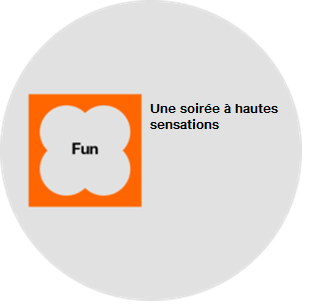 Une soirée à hautes
sensations
Fun